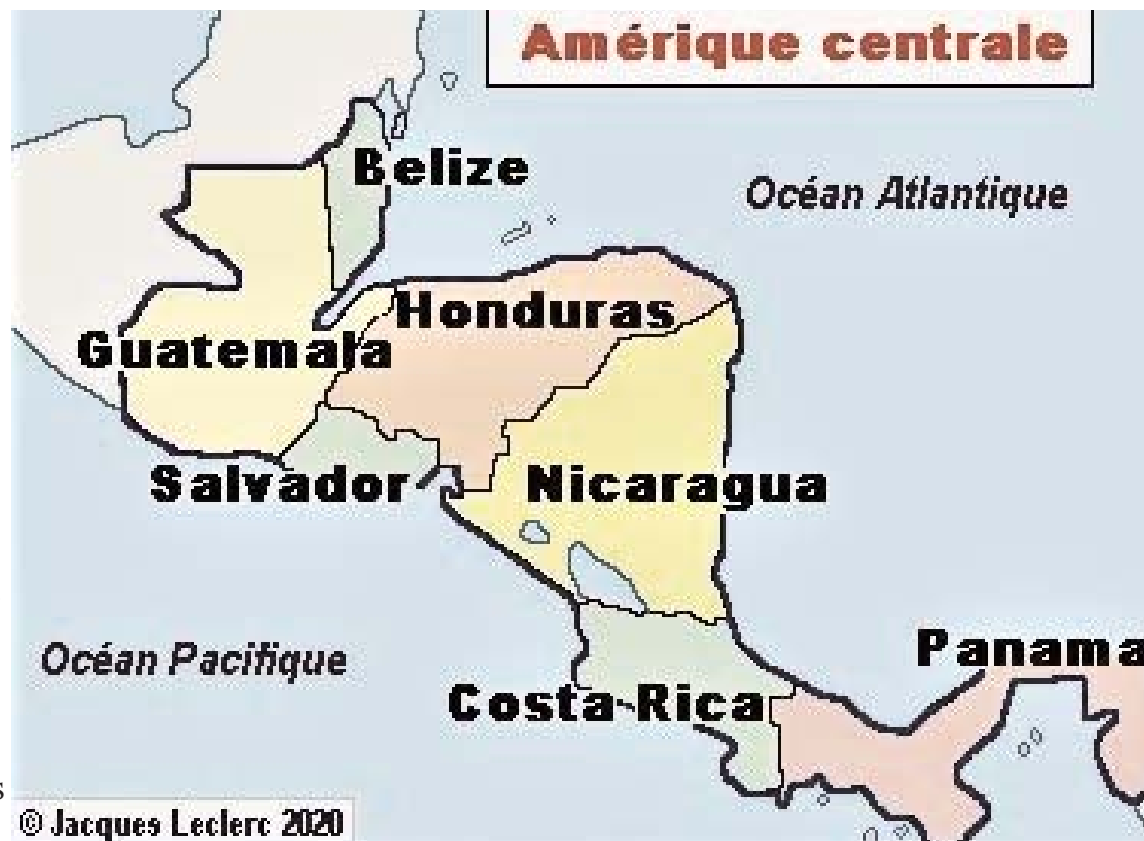 Amérique centrale
Belize
Océan Atlantique
Honduras
Guatemala
Salvador
Nicaragua
Océan Pacifique
Panama
Costa Rica
s
© Jacques Leclerc 2020